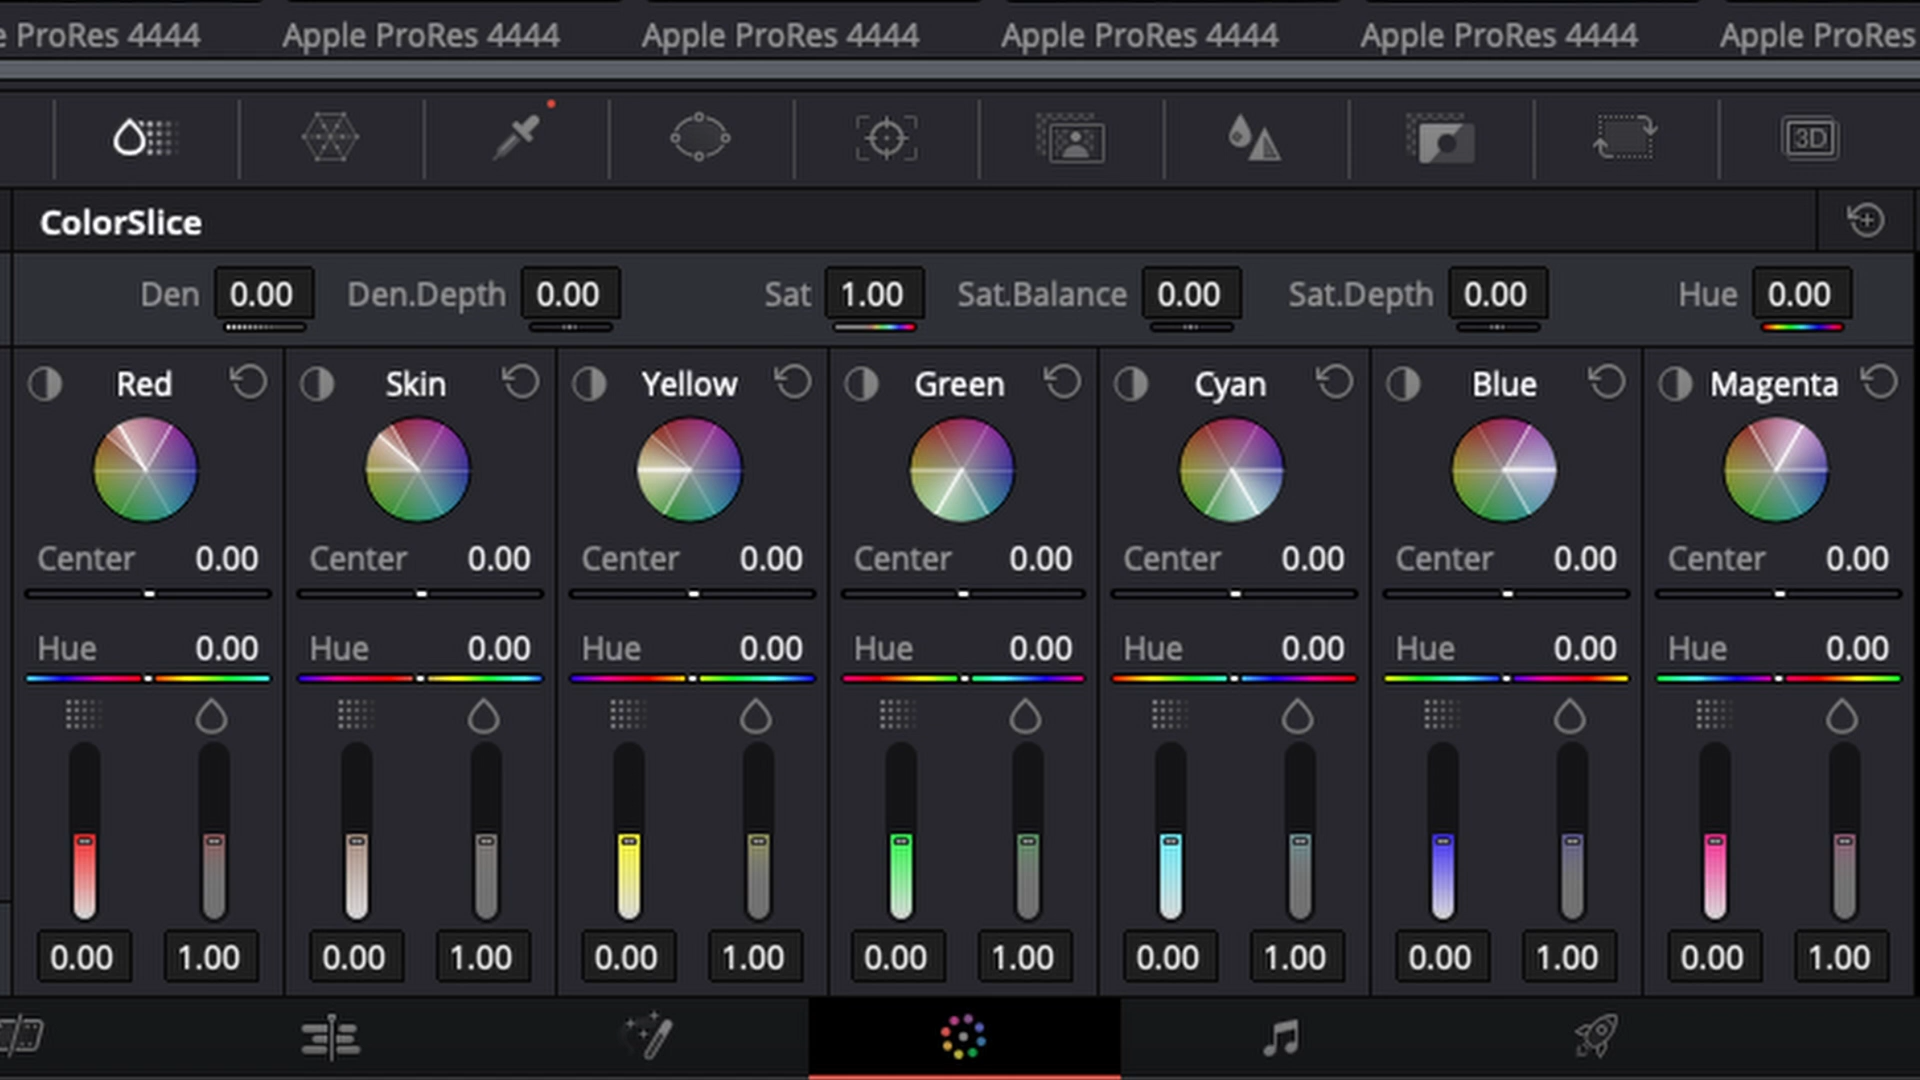 e ProRes 4444 Apple ProRes 4444 Apple ProRes 4444 Apple ProRes 4444 Apple ProRes 4444 Apple ProRes
3D
ColorSlice
Den 0.00 Den.Depth 0.00 Sat 1.00 Sat.Balance 0.00 Sat.Depth 0.00 Hue 0.00
Red Skin Yellow Green Cyan Blue Magenta
Center 0.00 Center 0.00 Center 0.00 Center 0.00 Center 0.00 Center 0.00 Center 0.00
Hue 0.00 Hue 0.00 Hue 0.00 Hue 0.00 Hue 0.00 Hue 0.00 Hue 0.00
0.00 1.00 0.00 1.00 0.00 1.00 0.00 1.00 0.00 1.00 0.00 1.00 0.00 1.00